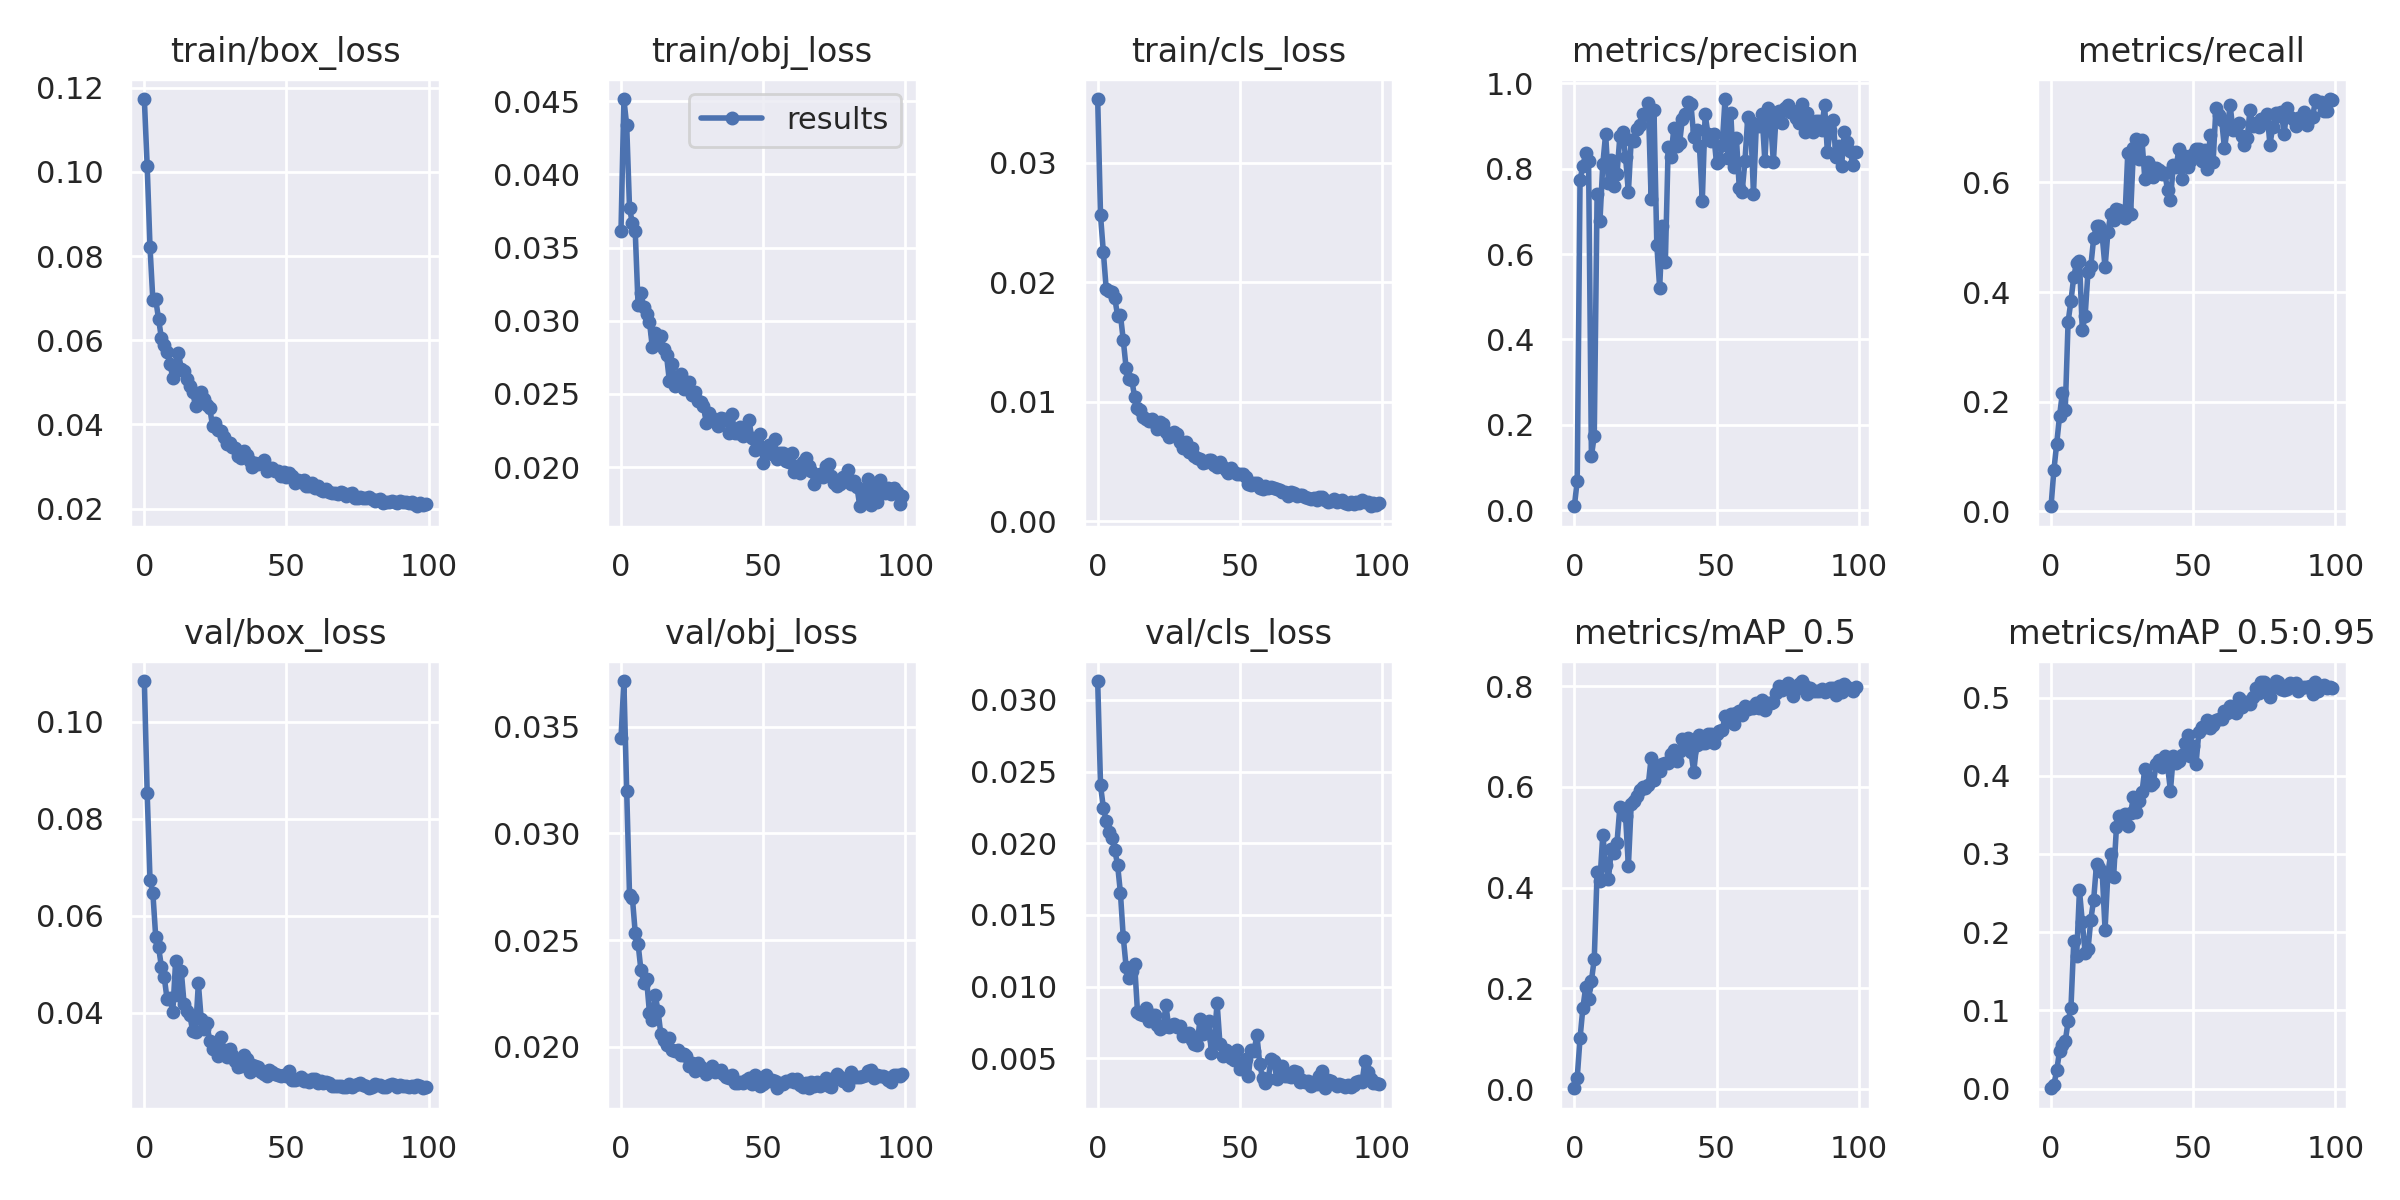 train/box_loss
0.12
0.10
0.08
0.06
0.04
0.02
0 50 100
train/obj_loss
results
0.045
0.040
0.035
0.030
0.025
0.020
0 50 100
train/cls_loss
0.03
0.02
0.01
0.00
0 50 100
metrics/precision
1.0
0.8
0.6
0.4
0.2
0.0
0 50 100
metrics/recall
0.6
0.4
0.2
0.0
0 50 100
val/box_loss
0.10
0.08
0.06
0.04
0 50 100
val/obj_loss
0.035
0.030
0.025
0.020
0 50 100
val/cls_loss
0.030
0.025
0.020
0.015
0.010
0.005
0 50 100
metrics/mAP_0.5
0.8
0.6
0.4
0.2
0.0
0 50 100
metrics/mAP_0.5:0.95
0.5
0.4
0.3
0.2
0.1
0.0
0 50 100